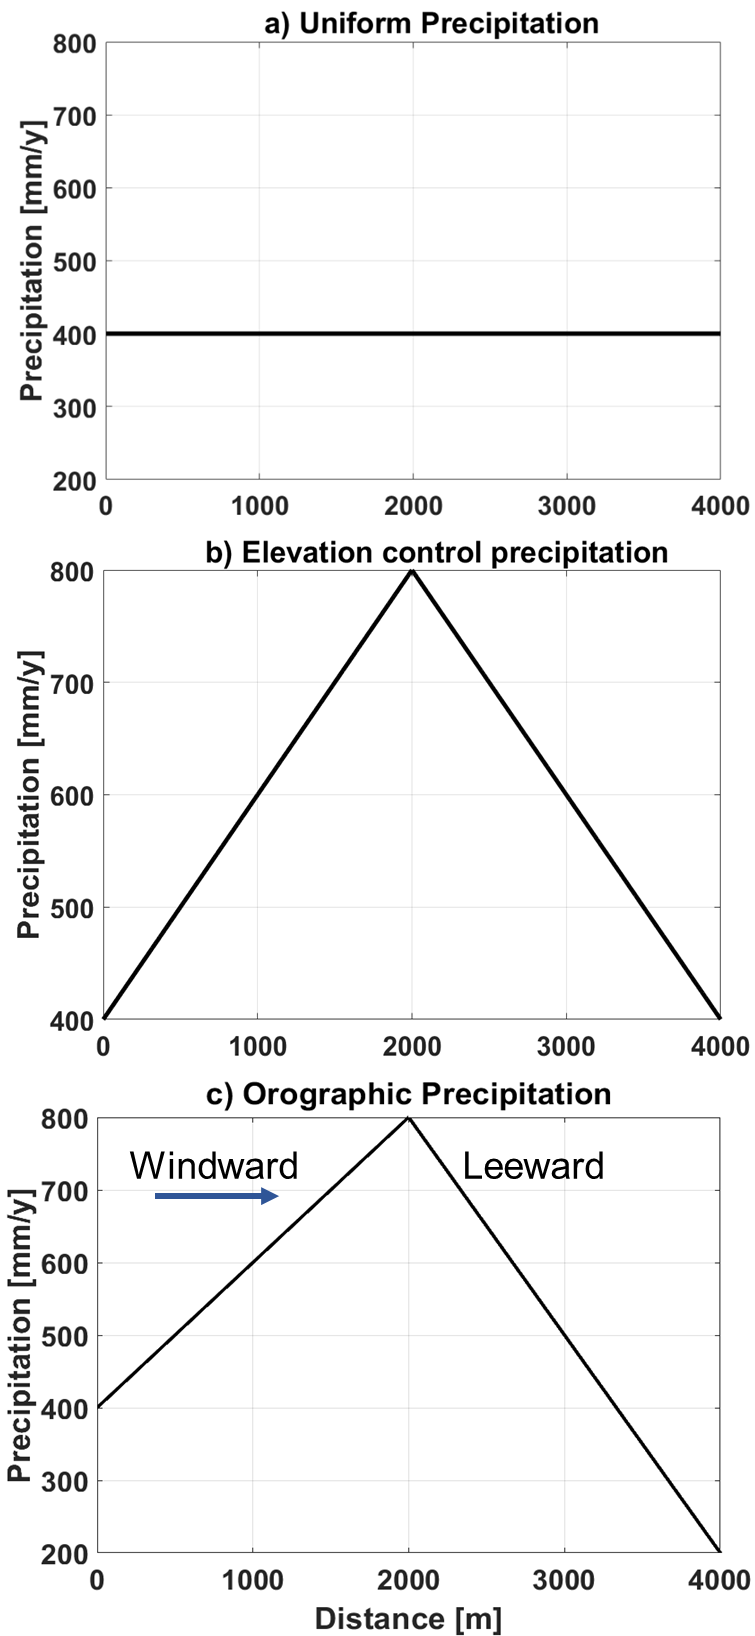 a) Uniform Precipitation
800
700
600
500
400
300
200
Precipitation [mm/y]
0 1000 2000 3000 4000
b) Elevation control precipitation
800
700
600
500
400
Precipitation [mm/y]
0 1000 2000 3000 4000
c) Orographic Precipitation
800
Windward Leeward
700
600
500
400
300
200
Precipitation [mm/y]
0 1000 2000 3000 4000
Distance [m]